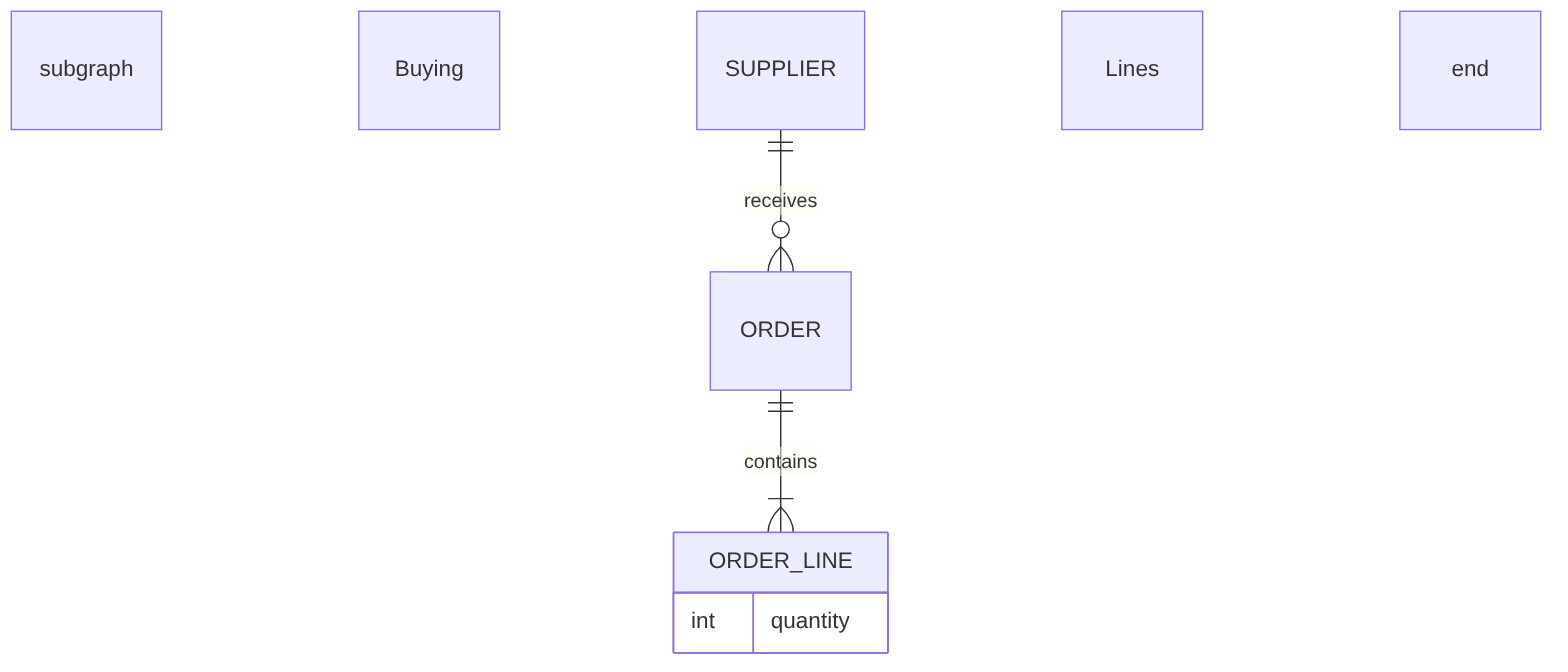 subgraph
Buying
SUPPLIER
Lines
end
receives
ORDER
contains
ORDER_LINE
int quantity